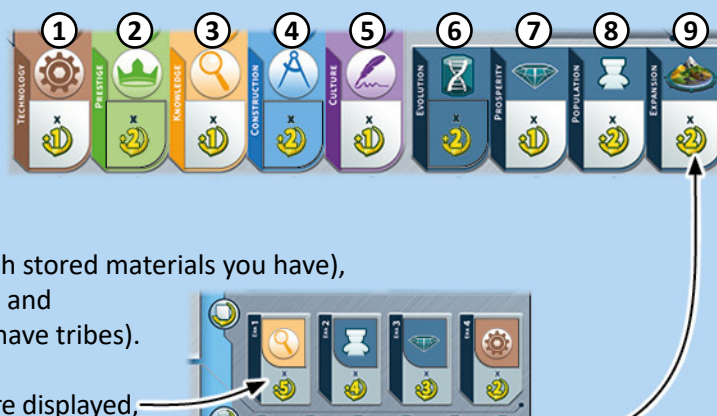 1 2 3 4 5 6 7 8 9
TECHNOLOGY PRESTIGE KNOWLEDGE CONSTRUCTION CULTURE EVOLUTION PROSPERITY POPULATION EXPANSION
x x x x x x x x x
1 2 1 2 1 2 1 2 2
h stored materials you have),
and
have tribes).
ERA 1 ERA 2 ERA 3 ERA 4
x x x x
5 4 3 2
re displayed,